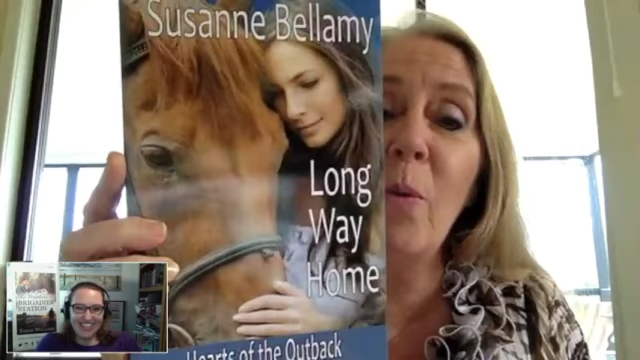 Susanne Bellamy
Long
Way
Home
Hearts of the Outback
BRIGADIER
STATION